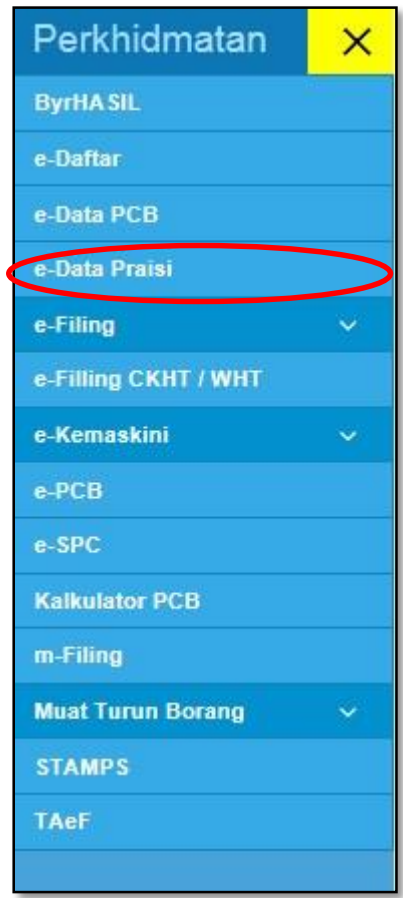 Perkhidmatan
ByrHASIL
e-Daftar
e-Data PCB
e-Data Praisi
e-Filing
e-Filling CKHT / WHT
e-Kemaskini
e-PCB
e-SPC
Kalkulator PCB
m-Filing
Muat Turun Borang
STAMPS
TAeF